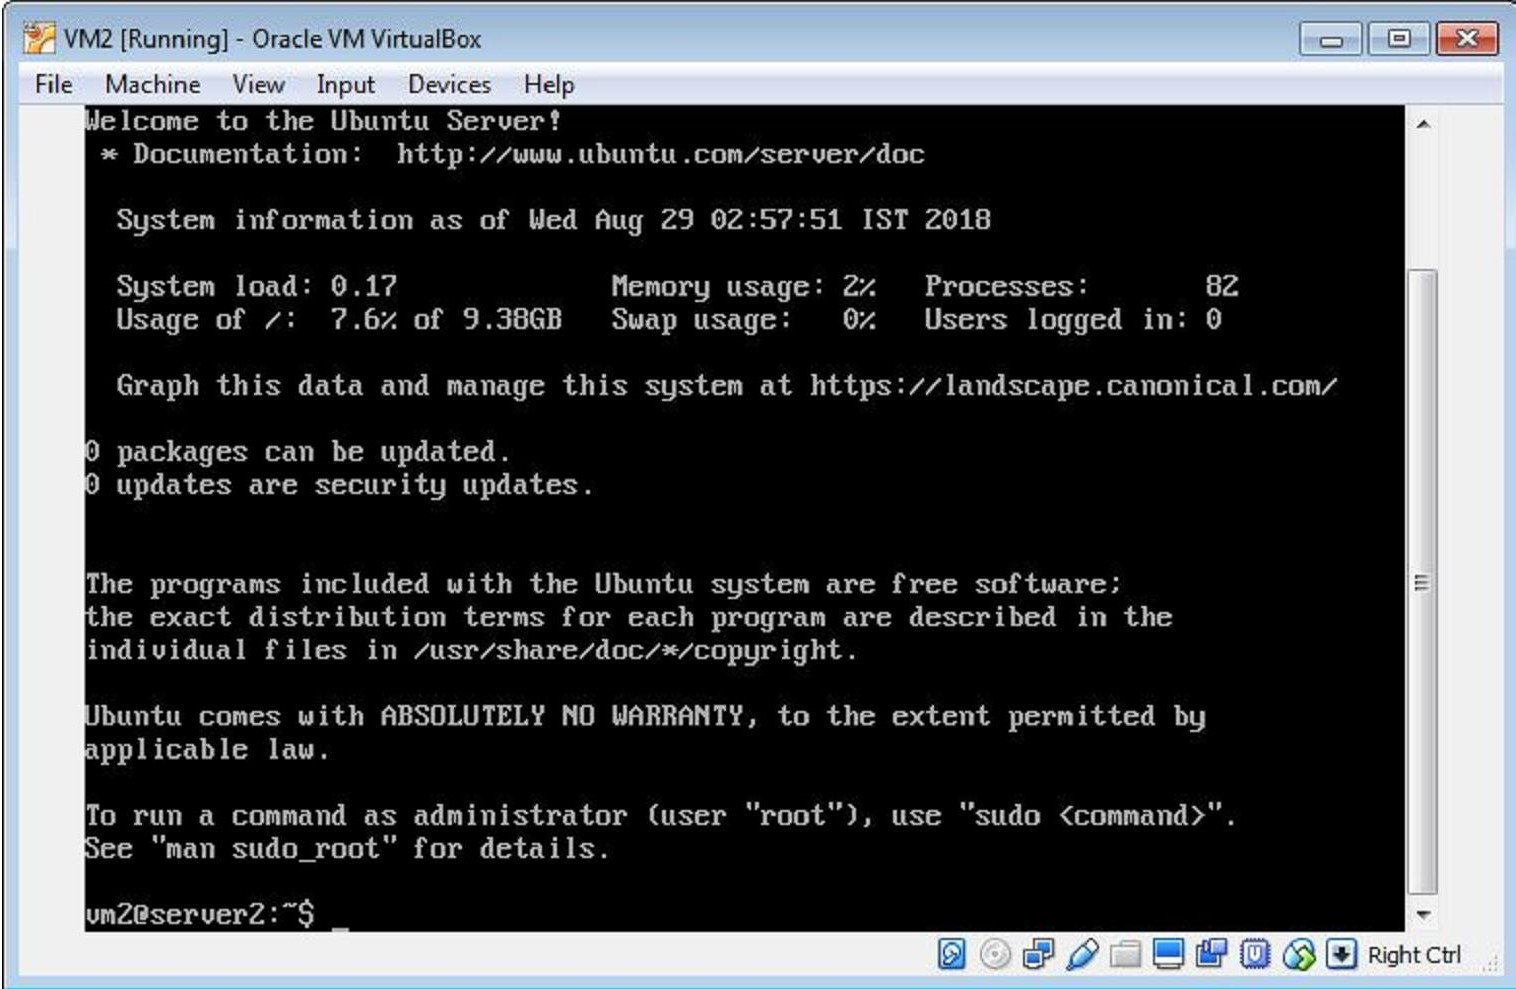 VM2 [Running] - Oracle VM VirtualBox
File Machine View Input Devices Help
Welcome to the Ubuntu Server!
 * Documentation:  http://www.ubuntu.com/server/doc
  System information as of Wed Aug 29 02:57:51 IST 2018
  System load: 0.17             Memory usage: 2%   Processes:       82
  Usage of /:  7.6% of 9.38GB   Swap usage:   0%   Users logged in: 0
  Graph this data and manage this system at https://landscape.canonical.com/
0 packages can be updated.
0 updates are security updates.
The programs included with the Ubuntu system are free software;
the exact distribution terms for each program are described in the
individual files in /usr/share/doc/*/copyright.
Ubuntu comes with ABSOLUTELY NO WARRANTY, to the extent permitted by
applicable law.
To run a command as administrator (user "root"), use "sudo <command>".
See "man sudo_root" for details.
vm2@server2:~$ _
Right Ctrl